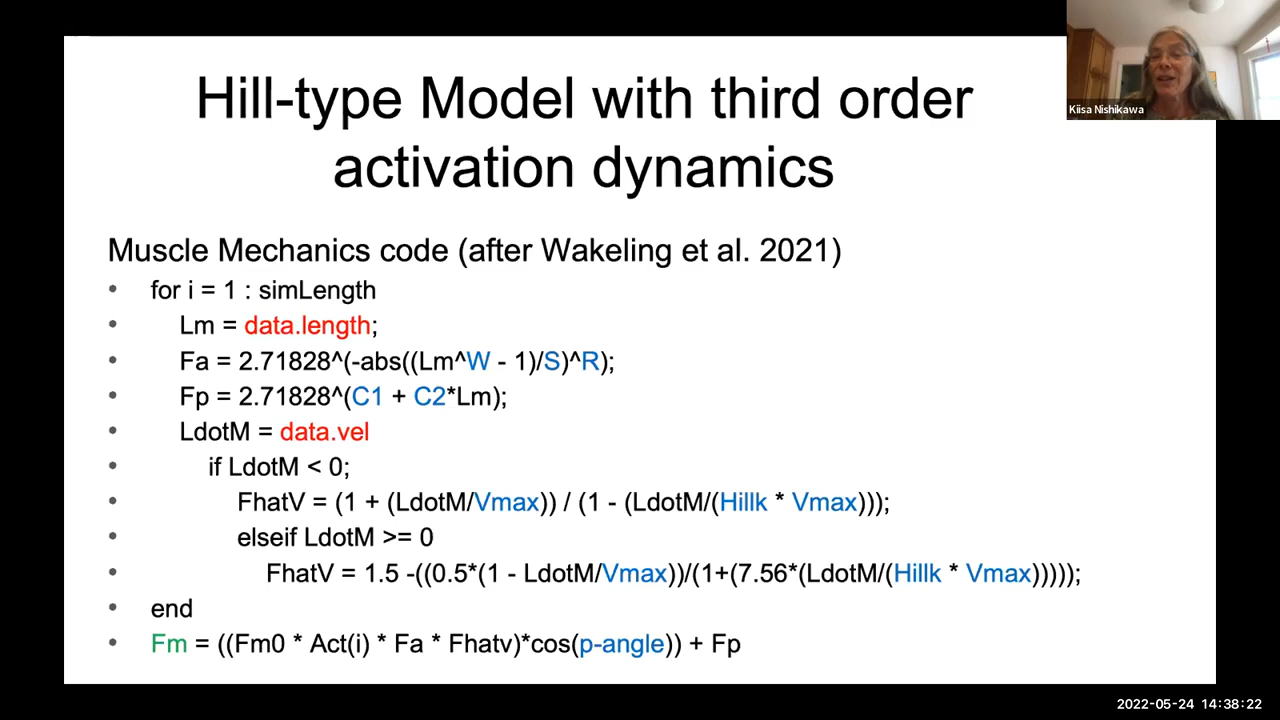 Hill-type Model with third order
activation dynamics
Kiisa Nishikawa
Muscle Mechanics code (after Wakeling et al. 2021)
• for i = 1 : simLength
• Lm = data.length;
• Fa = 2.71828^(-abs((Lm^W - 1)/S)^R);
• Fp = 2.71828^(C1 + C2*Lm);
• LdotM = data.vel
• if LdotM < 0;
• FhatV = (1 + (LdotM/Vmax)) / (1 - (LdotM/(Hillk * Vmax)));
• elseif LdotM >= 0
• FhatV = 1.5 -((0.5*(1 - LdotM/Vmax))/(1+(7.56*(LdotM/(Hillk * Vmax)))));
• end
• Fm = ((Fm0 * Act(i) * Fa * Fhatv)*cos(p-angle)) + Fp
2022-05-24 14:38:22